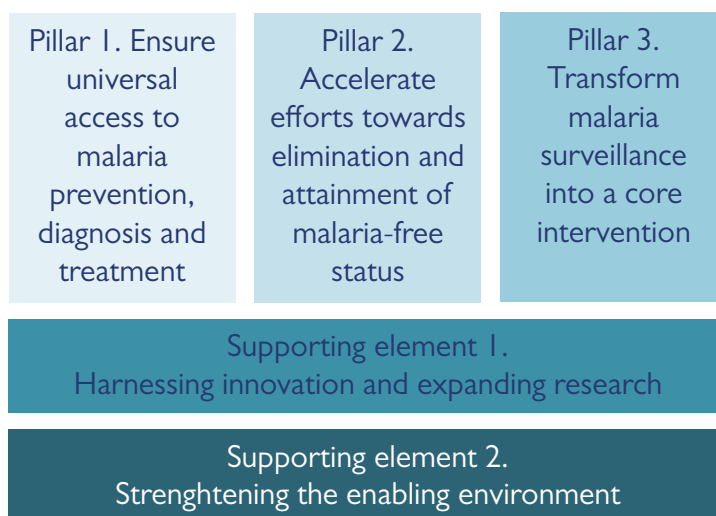 Pillar 1. Ensure
universal
access to
malaria
prevention,
diagnosis and
treatment
Pillar 2.
Accelerate
efforts towards
elimination and
attainment of
malaria-free
status
Pillar 3.
Transform
malaria
surveillance
into a core
intervention
Supporting element 1.
Harnessing innovation and expanding research
Supporting element 2.
Strenghtening the enabling environment